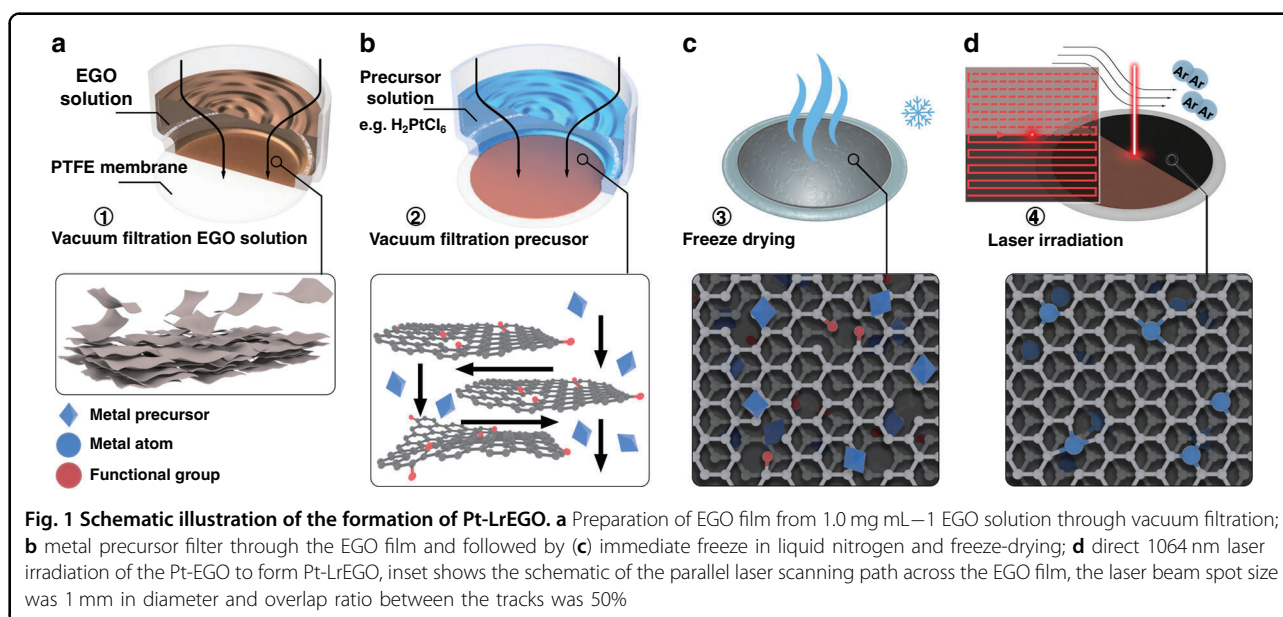 a
EGO
solution
PTFE membrane
①
Vacuum filtration EGO solution
b
Precursor
solution
e.g. H₂PtCl₆
②
Vacuum filtration precusor
c
③
Freeze drying
d
Ar Ar
Ar Ar
④
Laser irradiation
Metal precursor
Metal atom
Functional group
Fig. 1 Schematic illustration of the formation of Pt-LrEGO. a Preparation of EGO film from 1.0 mg mL−1 EGO solution through vacuum filtration;
b metal precursor filter through the EGO film and followed by (c) immediate freeze in liquid nitrogen and freeze-drying; d direct 1064 nm laser
irradiation of the Pt-EGO to form Pt-LrEGO, inset shows the schematic of the parallel laser scanning path across the EGO film, the laser beam spot size
was 1 mm in diameter and overlap ratio between the tracks was 50%